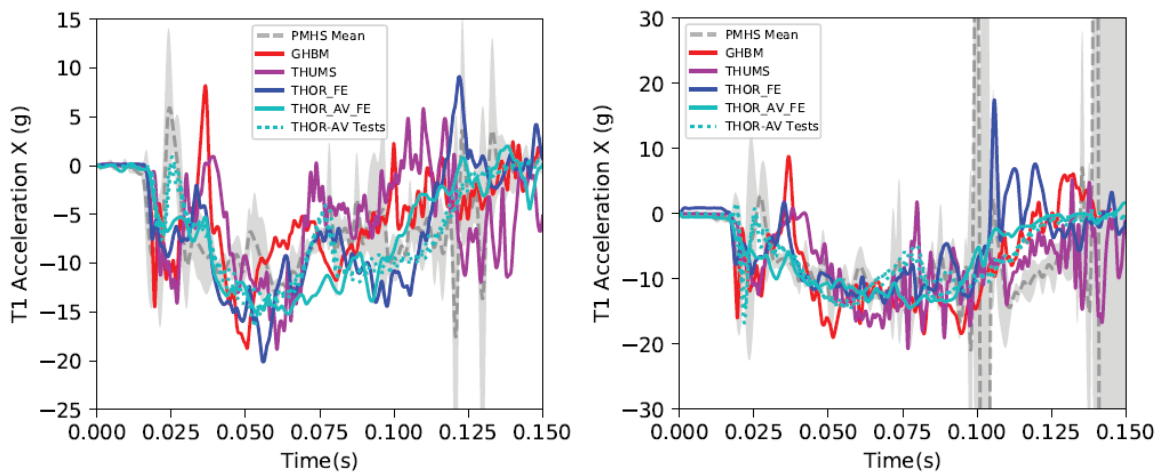 T1 Acceleration X (g)
15
10
5
0
−5
−10
−15
−20
−25
PMHS Mean
GHBM
THUMS
THOR_FE
THOR_AV_FE
THOR-AV Tests
0.000 0.025 0.050 0.075 0.100 0.125 0.150
Time(s)
T1 Acceleration X (g)
30
20
10
0
−10
−20
−30
PMHS Mean
GHBM
THUMS
THOR_FE
THOR_AV_FE
THOR-AV Tests
0.000 0.025 0.050 0.075 0.100 0.125 0.150
Time(s)